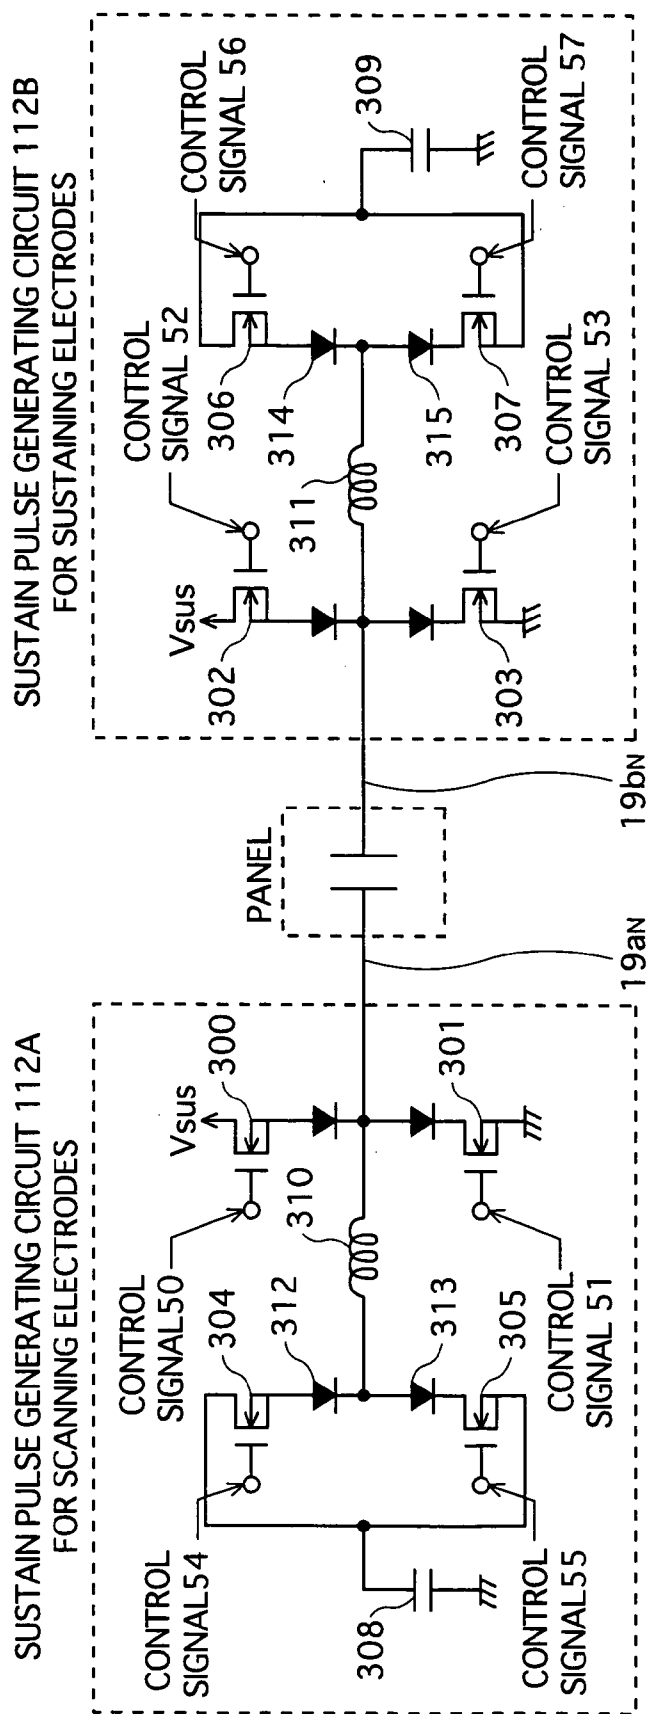 SUSTAIN PULSE GENERATING CIRCUIT 112A
FOR SCANNING ELECTRODES
CONTROL
SIGNAL54
CONTROL
SIGNAL50
304
312
310
Vsus
300
308
CONTROL
SIGNAL55
313
305
CONTROL
SIGNAL 51
301
19aN
PANEL
19bN
SUSTAIN PULSE GENERATING CIRCUIT 112B
FOR SUSTAINING ELECTRODES
Vsus
302
CONTROL
SIGNAL 52
306
314
311
CONTROL
SIGNAL 56
309
303
CONTROL
SIGNAL 53
315
307
CONTROL
SIGNAL 57